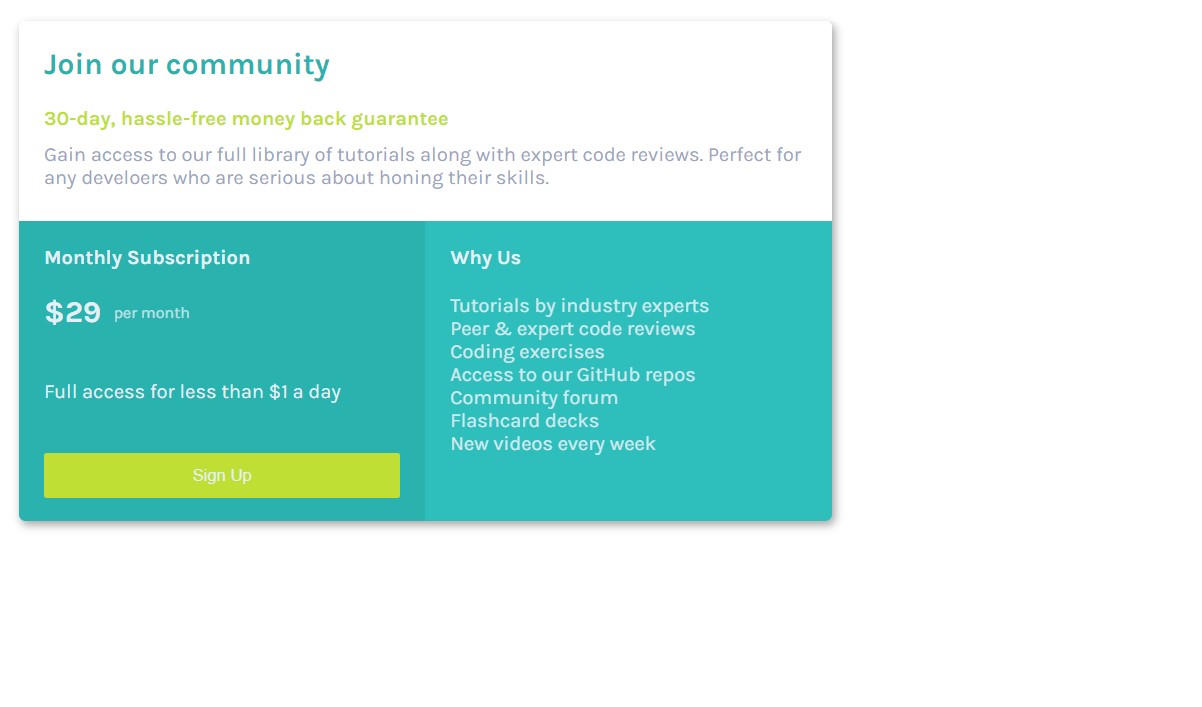 Join our community
30-day, hassle-free money back guarantee
Gain access to our full library of tutorials along with expert code reviews. Perfect for
any develoers who are serious about honing their skills.
Monthly Subscription
$29 per month
Full access for less than $1 a day
Sign Up
Why Us
Tutorials by industry experts
Peer & expert code reviews
Coding exercises
Access to our GitHub repos
Community forum
Flashcard decks
New videos every week